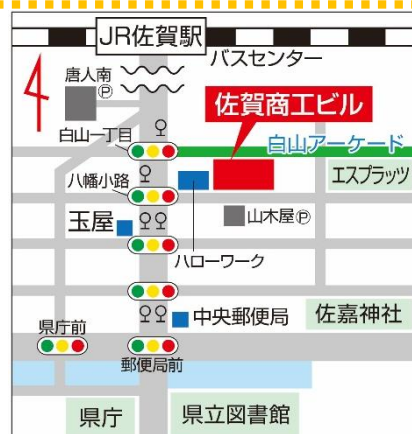 JR佐賀駅
バスセンター
唐人南
Ⓟ
佐賀商工ビル
白山一丁目
白山アーケード
エスプラッツ
八幡小路
山木屋Ⓟ
玉屋
ハローワーク
中央郵便局
佐嘉神社
県庁前
郵便局前
県庁
県立図書館